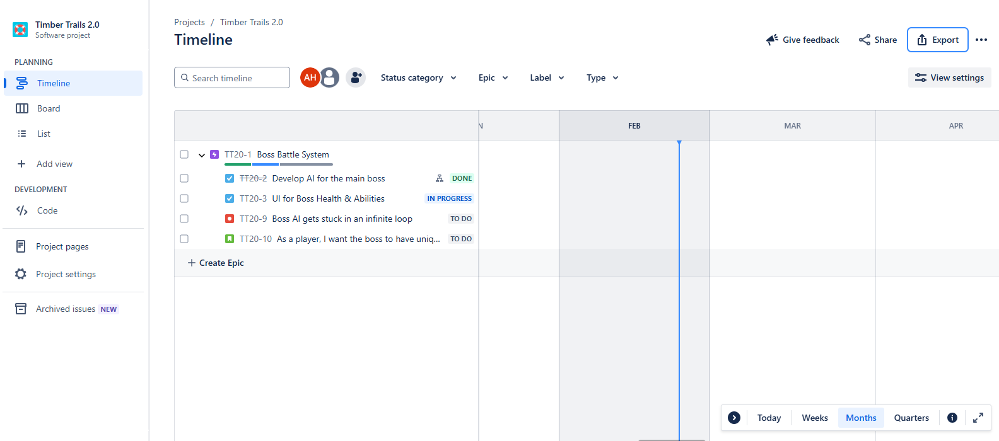 Timber Trails 2.0
Software project
PLANNING
Timeline
Board
List
Add view
DEVELOPMENT
Code
Project pages
Project settings
Archived issues NEW
Projects / Timber Trails 2.0
Timeline
Give feedback
Share
Export
Search timeline
AH
Status category
Epic
Label
Type
View settings
N
FEB
MAR
APR
TT20-1 Boss Battle System
TT20-2 Develop AI for the main boss DONE
TT20-3 UI for Boss Health & Abilities IN PROGRESS
TT20-9 Boss AI gets stuck in an infinite loop TO DO
TT20-10 As a player, I want the boss to have uniq... TO DO
+ Create Epic
Today
Weeks
Months
Quarters